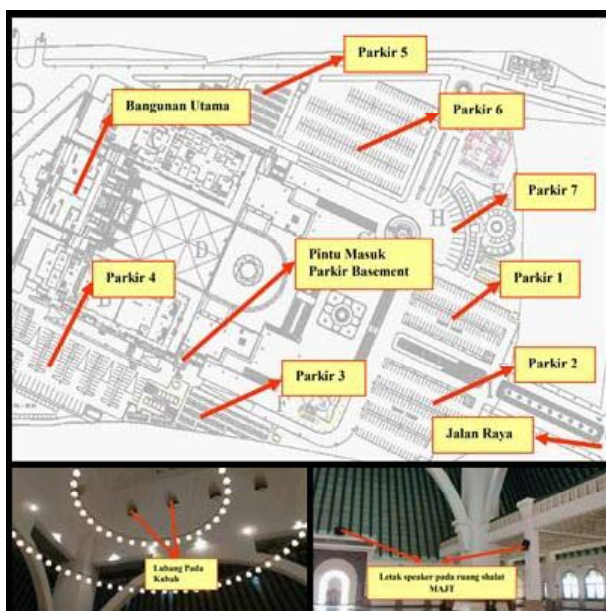 Parkir 5
Bangunan Utama
Parkir 6
Parkir 7
Pintu Masuk
Parkir Basement
Parkir 4
Parkir 1
Parkir 3
Parkir 2
Jalan Raya
A
D
H
E
Lubang Pada
Kubah
Letak speaker pada ruang shalat
MAJT